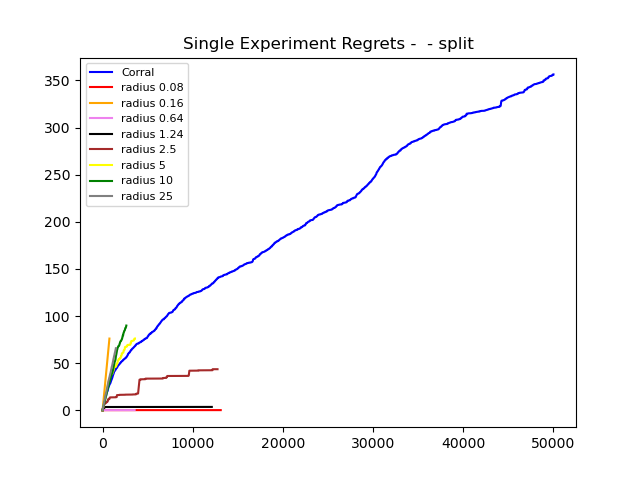 Single Experiment Regrets -  - split
Corral
radius 0.08
radius 0.16
radius 0.64
radius 1.24
radius 2.5
radius 5
radius 10
radius 25
350
300
250
200
150
100
50
0
0 10000 20000 30000 40000 50000